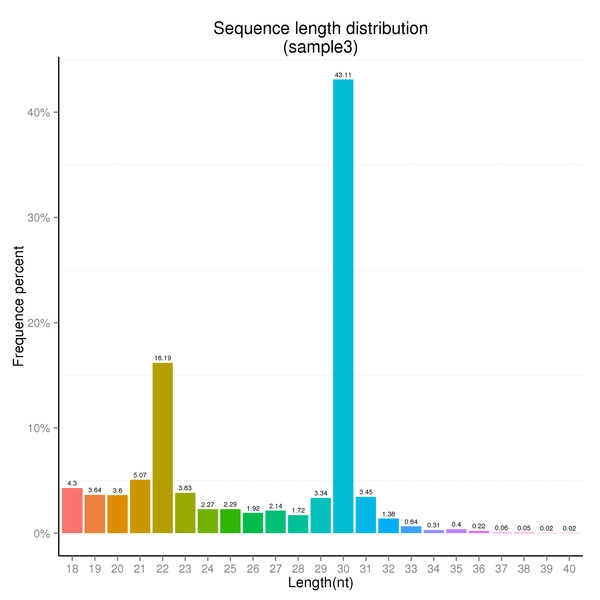 Sequence length distribution
(sample3)
43.11
40%
30%
Frequence percent
20%
16.19
10%
4.3 3.64 3.6 5.07 3.83 2.27 2.29 1.92 2.14 1.72 3.34 3.45 1.38 0.64 0.31 0.4 0.22 0.06 0.05 0.02 0.02
0%
18 19 20 21 22 23 24 25 26 27 28 29 30 31 32 33 34 35 36 37 38 39 40
Length(nt)